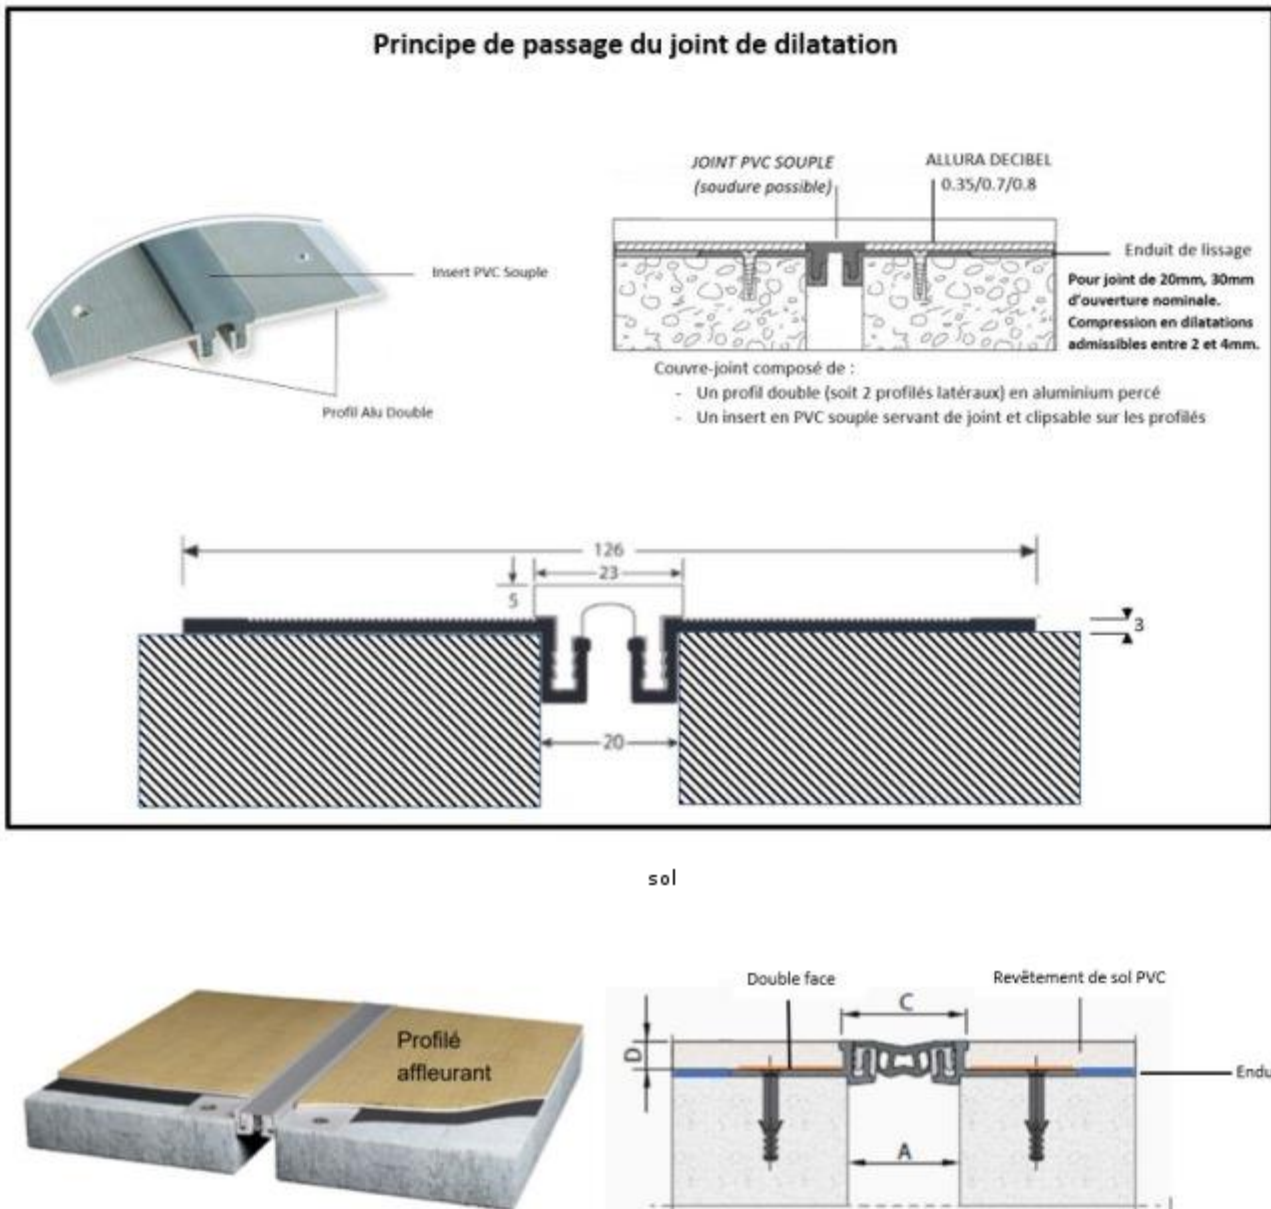 Principe de passage du joint de dilatation
JOINT PVC SOUPLE
(soudure possible)
ALLURA DECIBEL
0.35/0.7/0.8
Insert PVC Souple
Profil Alu Double
Enduit de lissage
Pour joint de 20mm, 30mm
d'ouverture nominale.
Compression en dilatations
admissibles entre 2 et 4mm.
Couvre-joint composé de :
- Un profil double (soit 2 profilés latéraux) en aluminium percé
- Un insert en PVC souple servant de joint et clipsable sur les profilés
126
23
5
3
20
sol
Profilé
affleurant
Double face
Revêtement de sol PVC
C
D
Endu
A